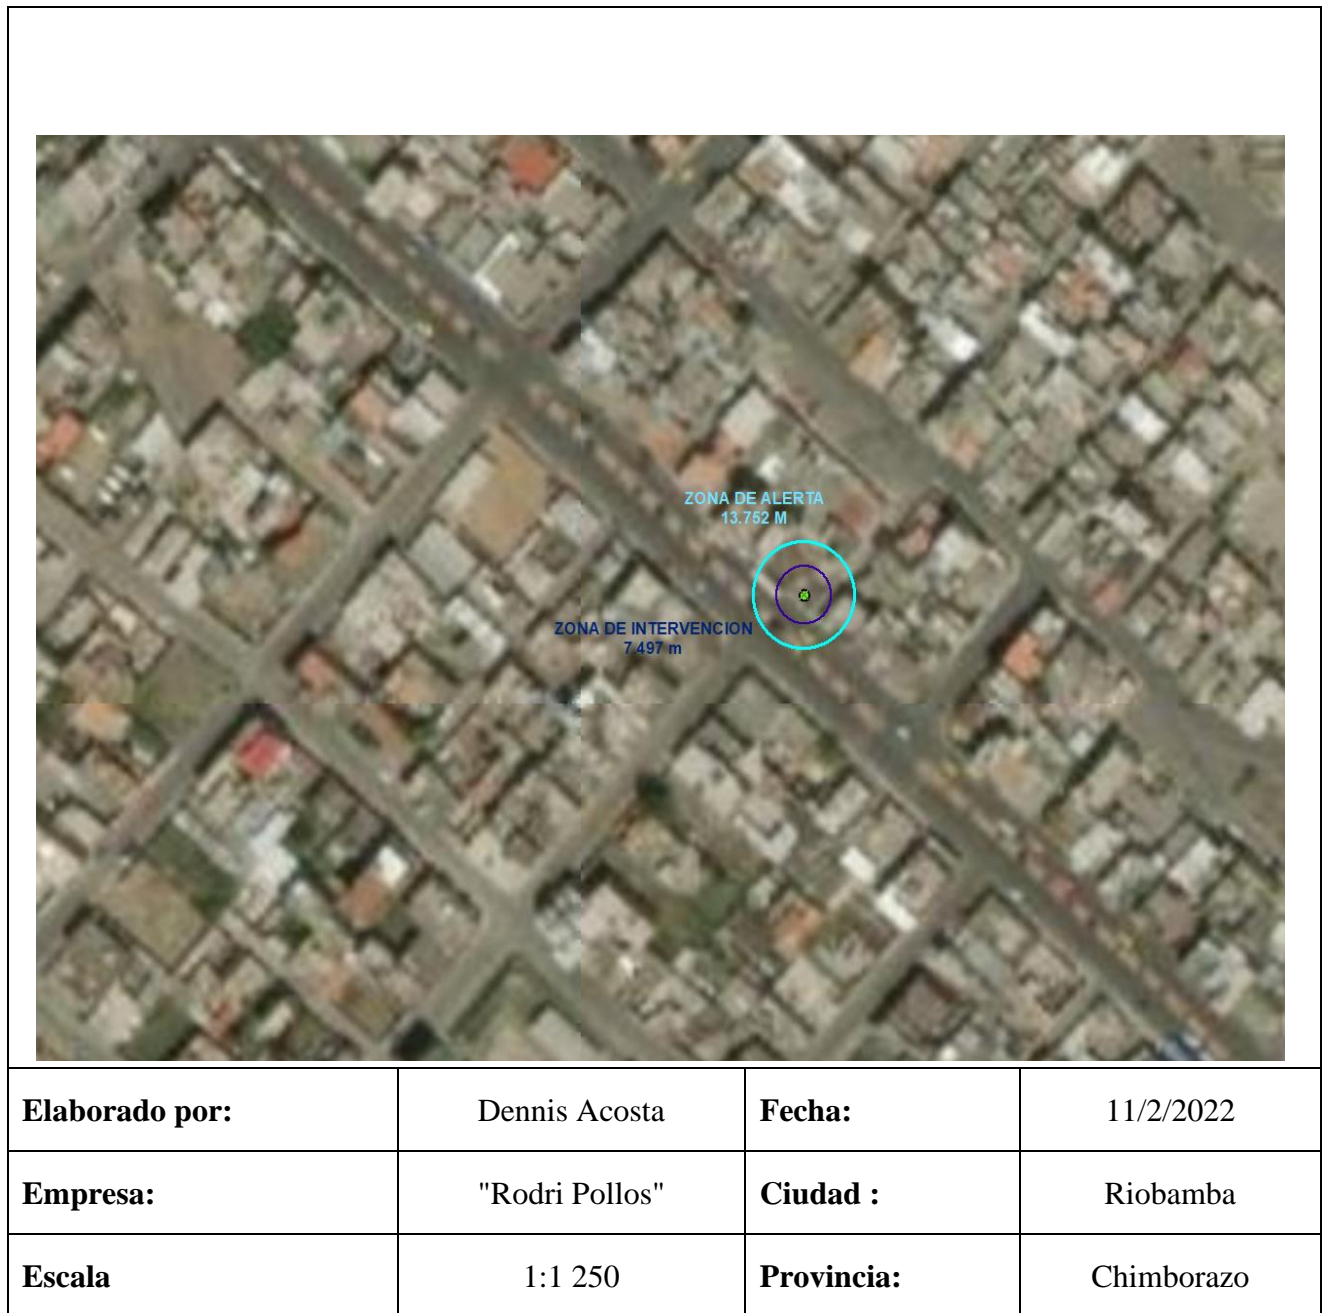 ZONA DE ALERTA
13.752 M
ZONA DE INTERVENCION
7.497 m
Elaborado por: Dennis Acosta Fecha: 11/2/2022
Empresa: "Rodri Pollos" Ciudad : Riobamba
Escala 1:1 250 Provincia: Chimborazo